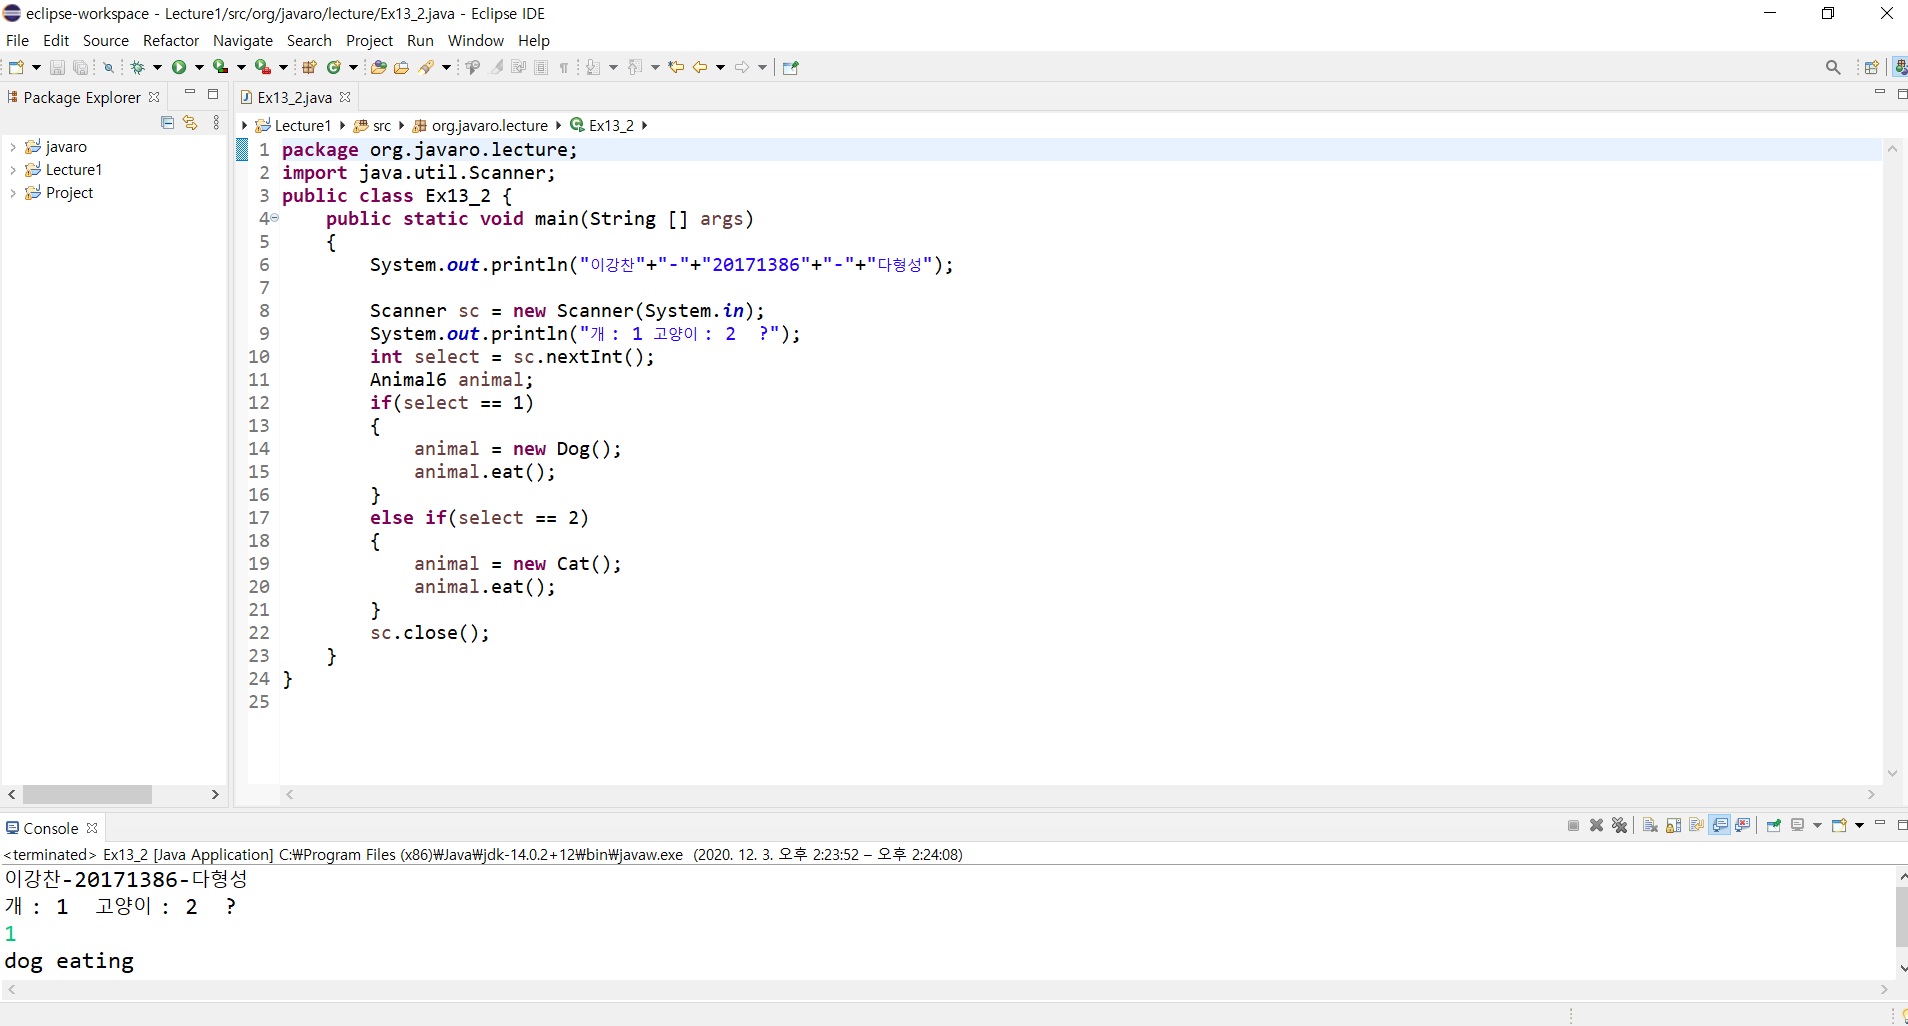 eclipse-workspace - Lecture1/src/org/javaro/lecture/Ex13_2.java - Eclipse IDE
File Edit Source Refactor Navigate Search Project Run Window Help
Package Explorer
Ex13_2.java
Lecture1 src org.javaro.lecture Ex13_2
javaro
Lecture1
Project
1 package org.javaro.lecture;
2 import java.util.Scanner;
3 public class Ex13_2 {
4 public static void main(String [] args)
5 {
6 System.out.println("이강찬"+"-"+"20171386"+"-"+"다형성");
7
8 Scanner sc = new Scanner(System.in);
9 System.out.println("개 : 1 고양이 : 2  ?");
10 int select = sc.nextInt();
11 Animal6 animal;
12 if(select == 1)
13 {
14 animal = new Dog();
15 animal.eat();
16 }
17 else if(select == 2)
18 {
19 animal = new Cat();
20 animal.eat();
21 }
22 sc.close();
23 }
24 }
25
Console
<terminated> Ex13_2 [Java Application] C:₩Program Files (x86)₩Java₩jdk-14.0.2+12₩bin₩javaw.exe (2020. 12. 3. 오후 2:23:52 – 오후 2:24:08)
이강찬-20171386-다형성
개 : 1  고양이 : 2  ?
1
dog eating